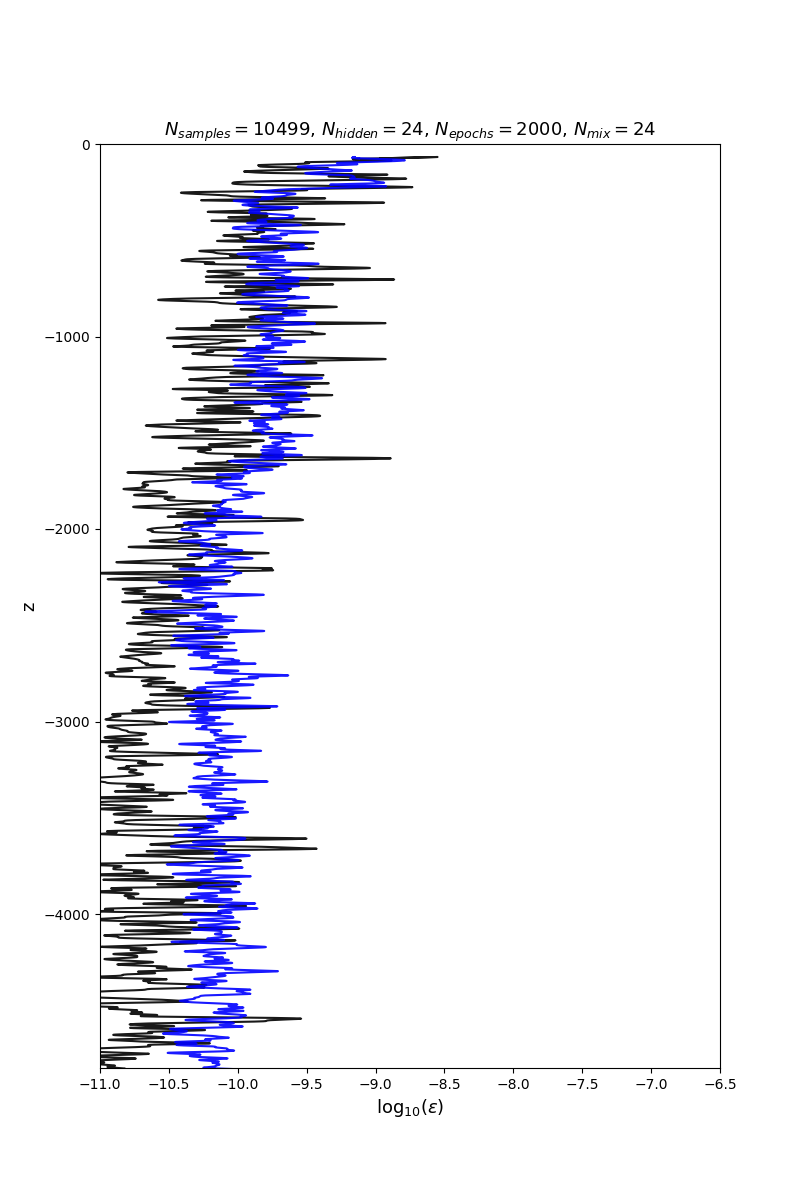 N_samples = 10499, N_hidden = 24, N_epochs = 2000, N_mix = 24
0
−1000
−2000
−3000
−4000
z
−11.0 −10.5 −10.0 −9.5 −9.0 −8.5 −8.0 −7.5 −7.0 −6.5
log₁₀(ε)